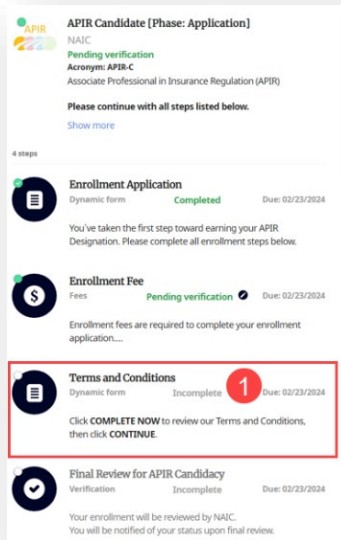 APIR
APIR Candidate [Phase: Application]
NAIC
Pending verification
Acronym: APIR-C
Associate Professional in Insurance Regulation (APIR)
Please continue with all steps listed below.
Show more
4 steps
Enrollment Application
Dynamic form Completed Due: 02/23/2024
You've taken the first step toward earning your APIR
Designation. Please complete all enrollment steps below.
$
Enrollment Fee
Fees Pending verification Due: 02/23/2024
Enrollment fees are required to complete your enrollment
application....
Terms and Conditions
Dynamic form Incomplete 1 Due: 02/23/2024
Click COMPLETE NOW to review our Terms and Conditions,
then click CONTINUE.
Final Review for APIR Candidacy
Verification Incomplete Due: 02/23/2024
Your enrollment will be reviewed by NAIC.
You will be notified of your status upon final review.